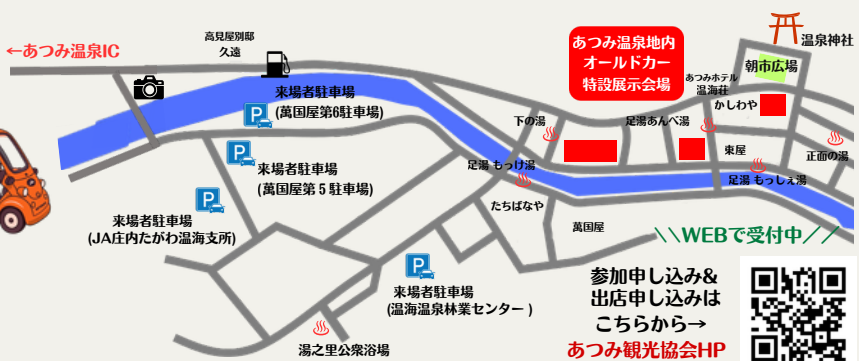 ←あつみ温泉IC
高見屋別邸
久遠
あつみ温泉地内
オールドカー
特設展示会場
温泉神社
朝市広場
あつみホテル
温海荘
かしわや
来場者駐車場
(萬国屋第6駐車場)
P
下の湯
足湯あんべ湯
東屋
正面の湯
足湯 もっけ湯
足湯 もっしぇ湯
P
来場者駐車場
(萬国屋第５駐車場)
P
来場者駐車場
(JA庄内たがわ温海支所)
たちばなや
萬国屋
P
来場者駐車場
(温海温泉林業センター)
湯之里公衆浴場
\\WEBで受付中//
参加申し込み&
出店申し込みは
こちらから→
あつみ観光協会HP